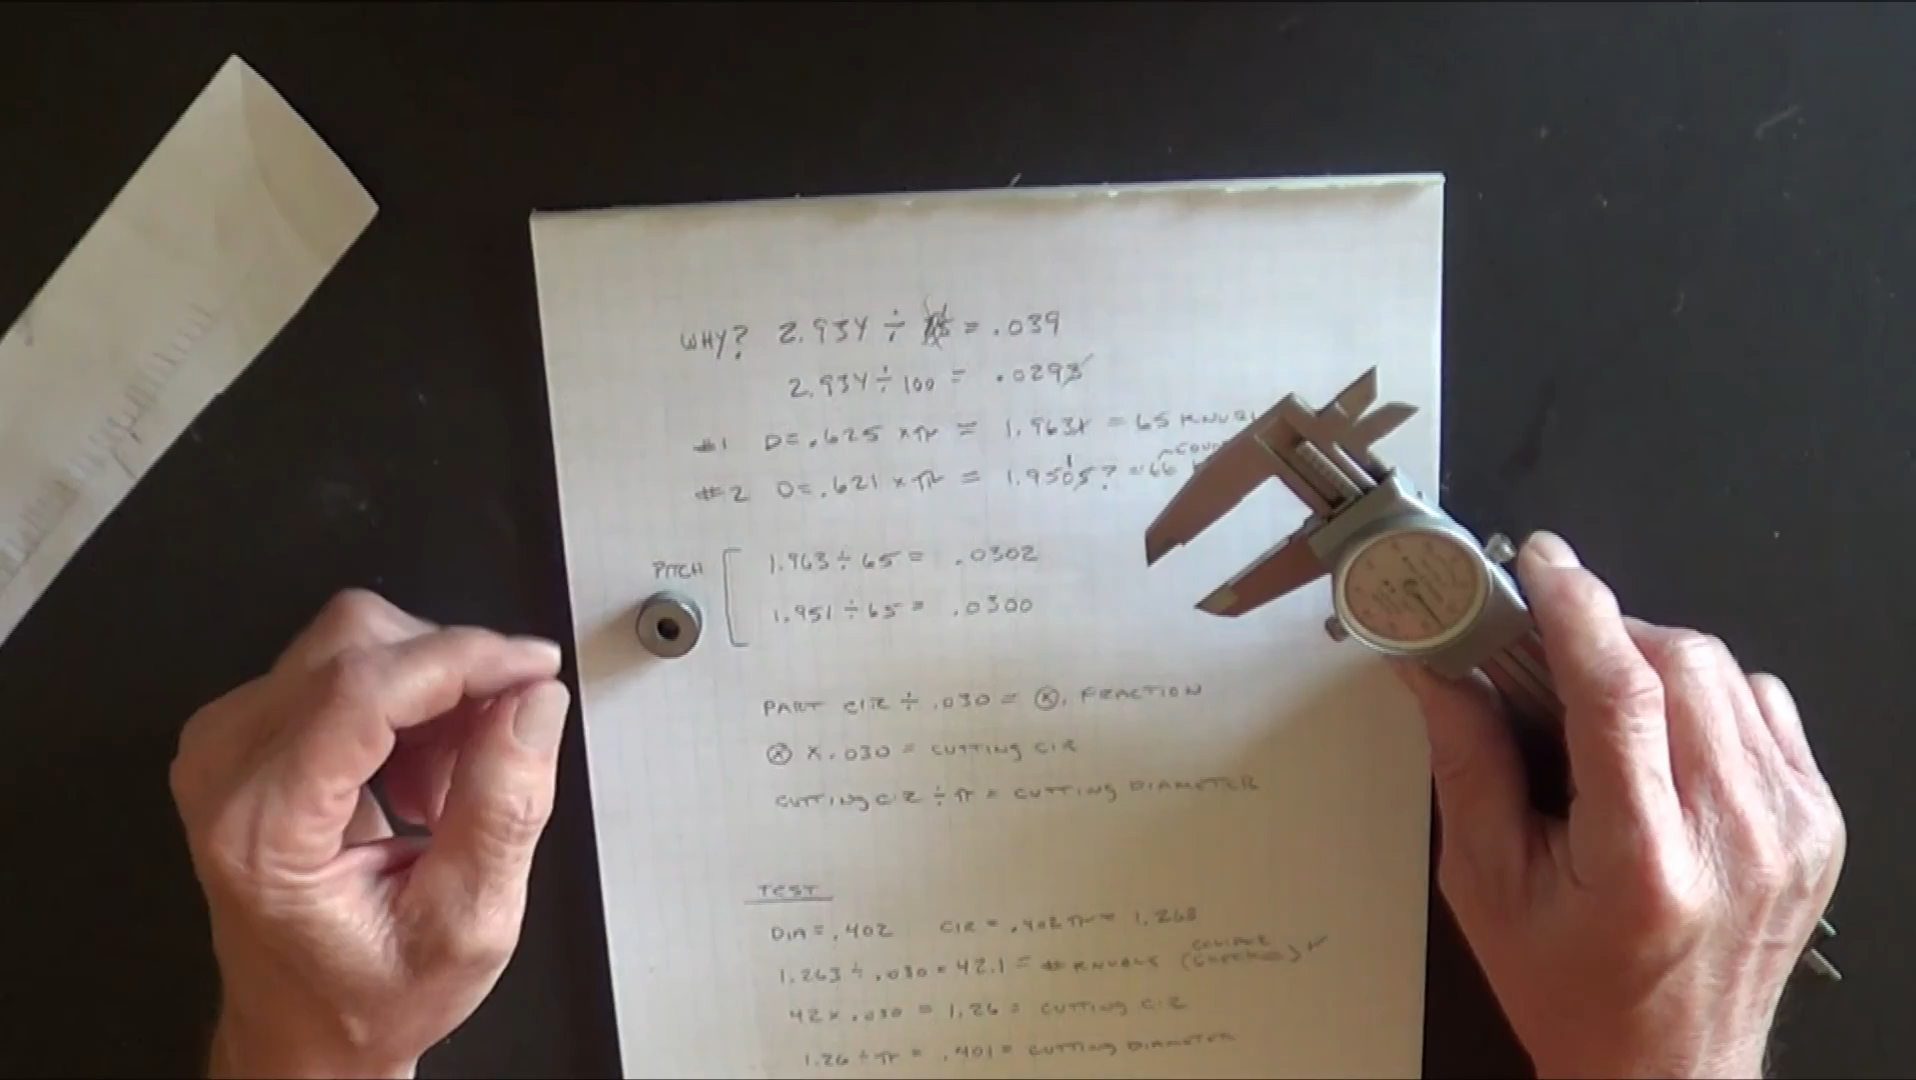 WHY? 2.934 ÷ = .039
2.934 ÷ 100 = .0293
#1 D=.625 × π = 1.963 = 65 KNURL
#2 D=.621 × π = 1.951? = 66
PITCH
1.963 ÷ 65 = .0302
1.951 ÷ 65 = .0300
PART CIR ÷ .030 = Ⓧ. FRACTION
Ⓧ X .030 = CUTTING CIR
CUTTING CIR ÷ π = CUTTING DIAMETER
TEST
DIA = .402 CIR = .402 π = 1.263
1.263 ÷ .030 = 42.1 = # KNURLS
42 X .030 = 1.26 = CUTTING CIR
1.26 ÷ π = .401 = CUTTING DIAMETER